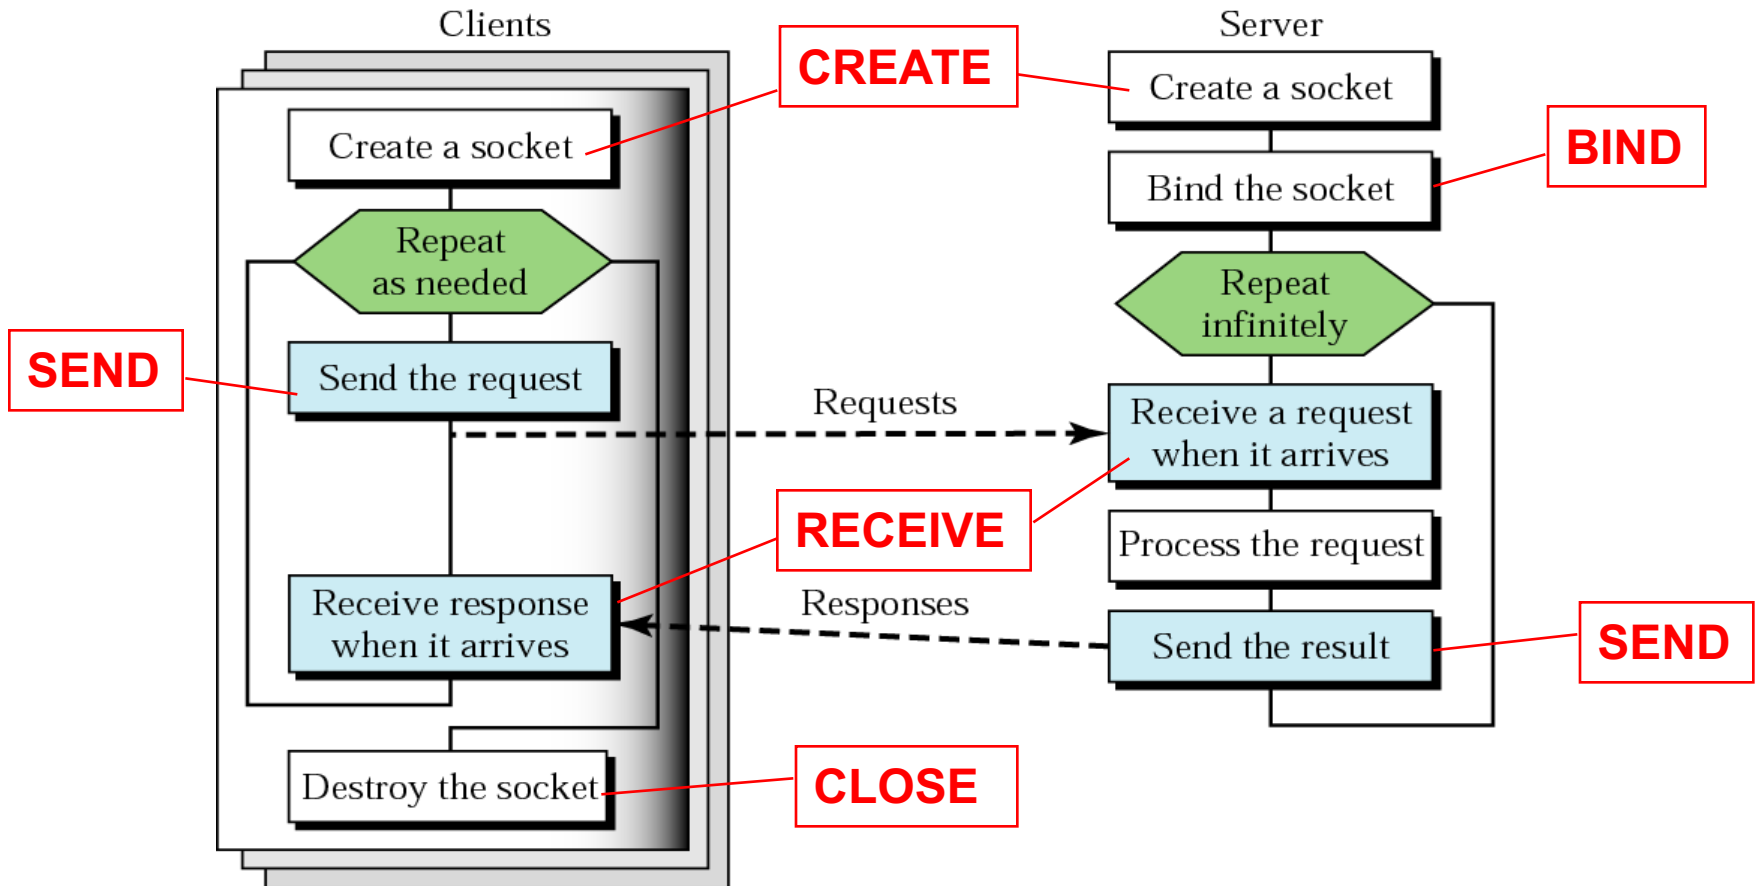 Clients
Server
CREATE
Create a socket
Create a socket
BIND
Bind the socket
Repeat
as needed
Repeat
infinitely
SEND
Send the request
Requests
Receive a request
when it arrives
RECEIVE
Process the request
Receive response
when it arrives
Responses
Send the result
SEND
Destroy the socket
CLOSE